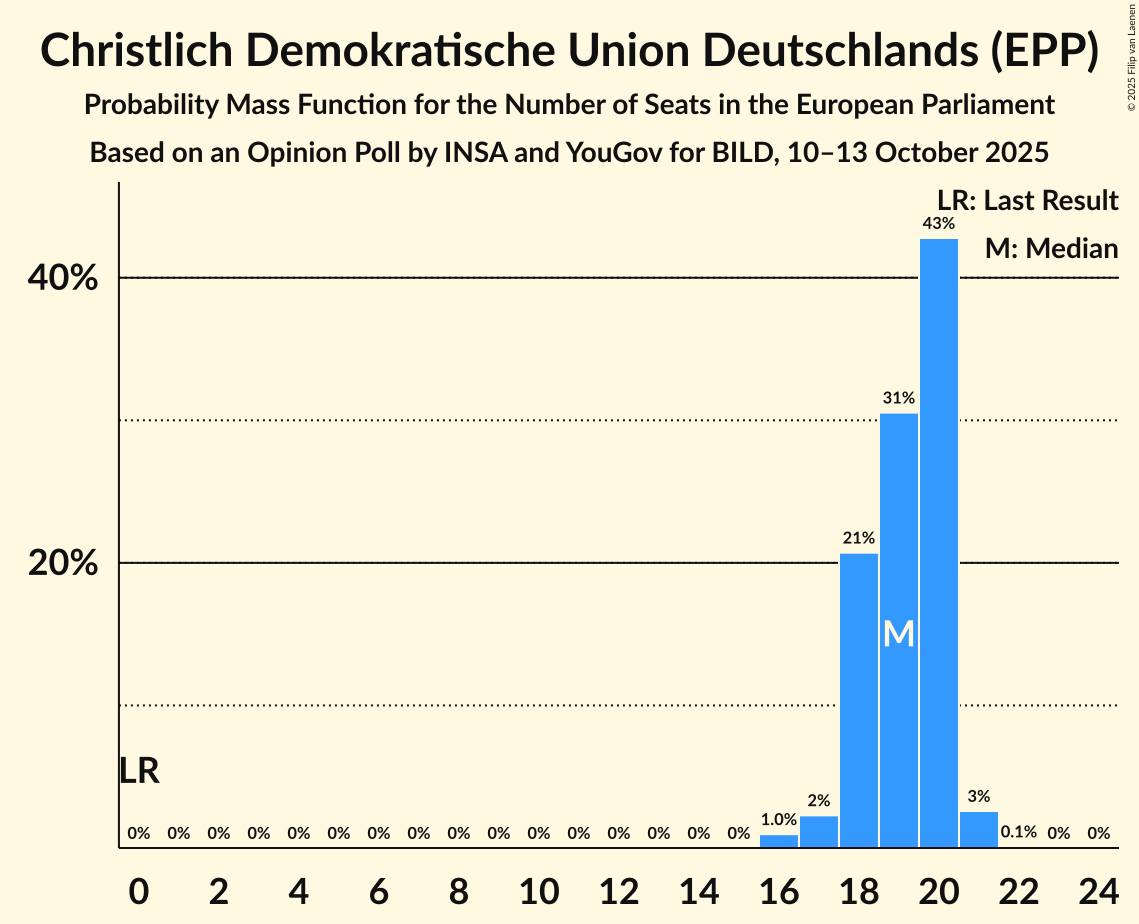 Christlich Demokratische Union Deutschlands (EPP)
Probability Mass Function for the Number of Seats in the European Parliament
Based on an Opinion Poll by INSA and YouGov for BILD, 10–13 October 2025
© 2025 Filip van Laenen
LR: Last Result
M: Median
43%
40%
31%
21%
20%
M
LR
3%
2%
1.0%
0% 0% 0% 0% 0% 0% 0% 0% 0% 0% 0% 0% 0% 0% 0% 0% 0.1% 0% 0%
0 2 4 6 8 10 12 14 16 18 20 22 24